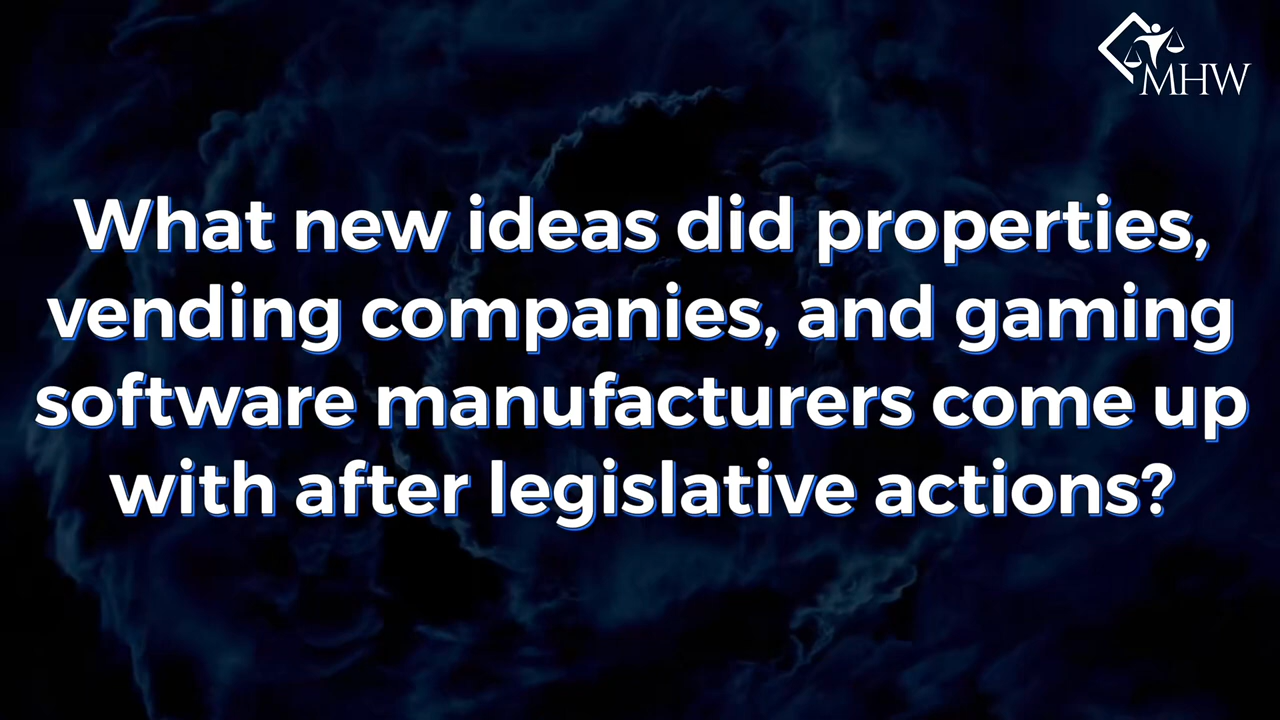 MHW
What new ideas did properties,
vending companies, and gaming
software manufacturers come up
with after legislative actions?